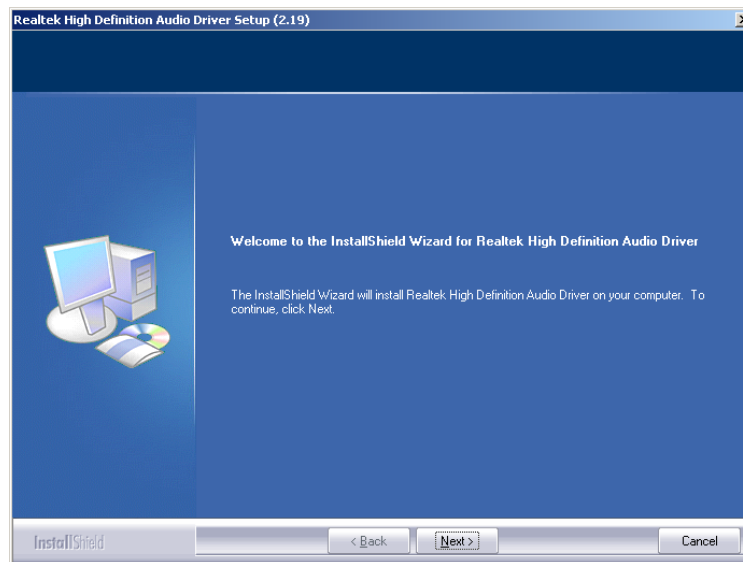 Realtek High Definition Audio Driver Setup (2.19)
Welcome to the InstallShield Wizard for Realtek High Definition Audio Driver
The InstallShield Wizard will install Realtek High Definition Audio Driver on your computer. To
continue, click Next.
InstallShield
< Back
Next >
Cancel